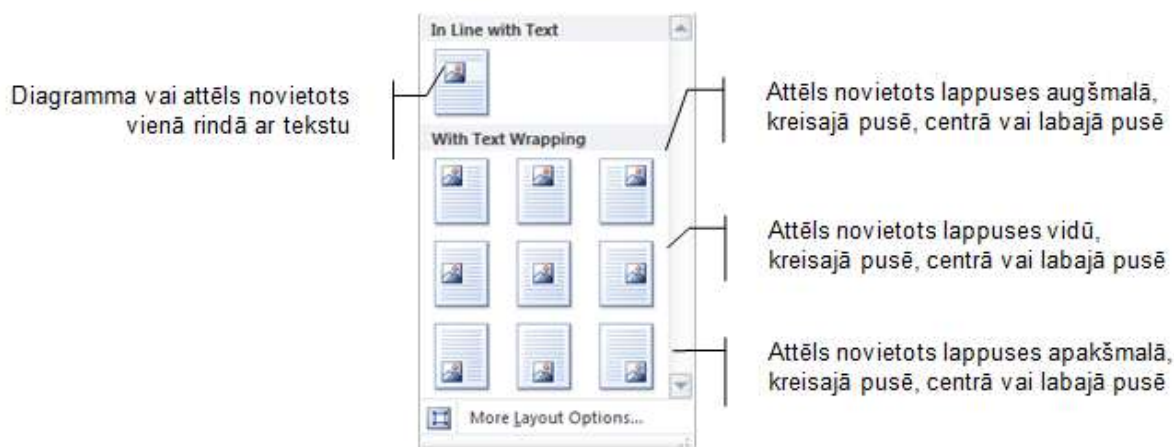 In Line with Text
Diagramma vai attēls novietots
vienā rindā ar tekstu
With Text Wrapping
Attēls novietots lappuses augšmalā,
kreisajā pusē, centrā vai labajā pusē
Attēls novietots lappuses vidū,
kreisajā pusē, centrā vai labajā pusē
Attēls novietots lappuses apakšmalā,
kreisajā pusē, centrā vai labajā pusē
More Layout Options...